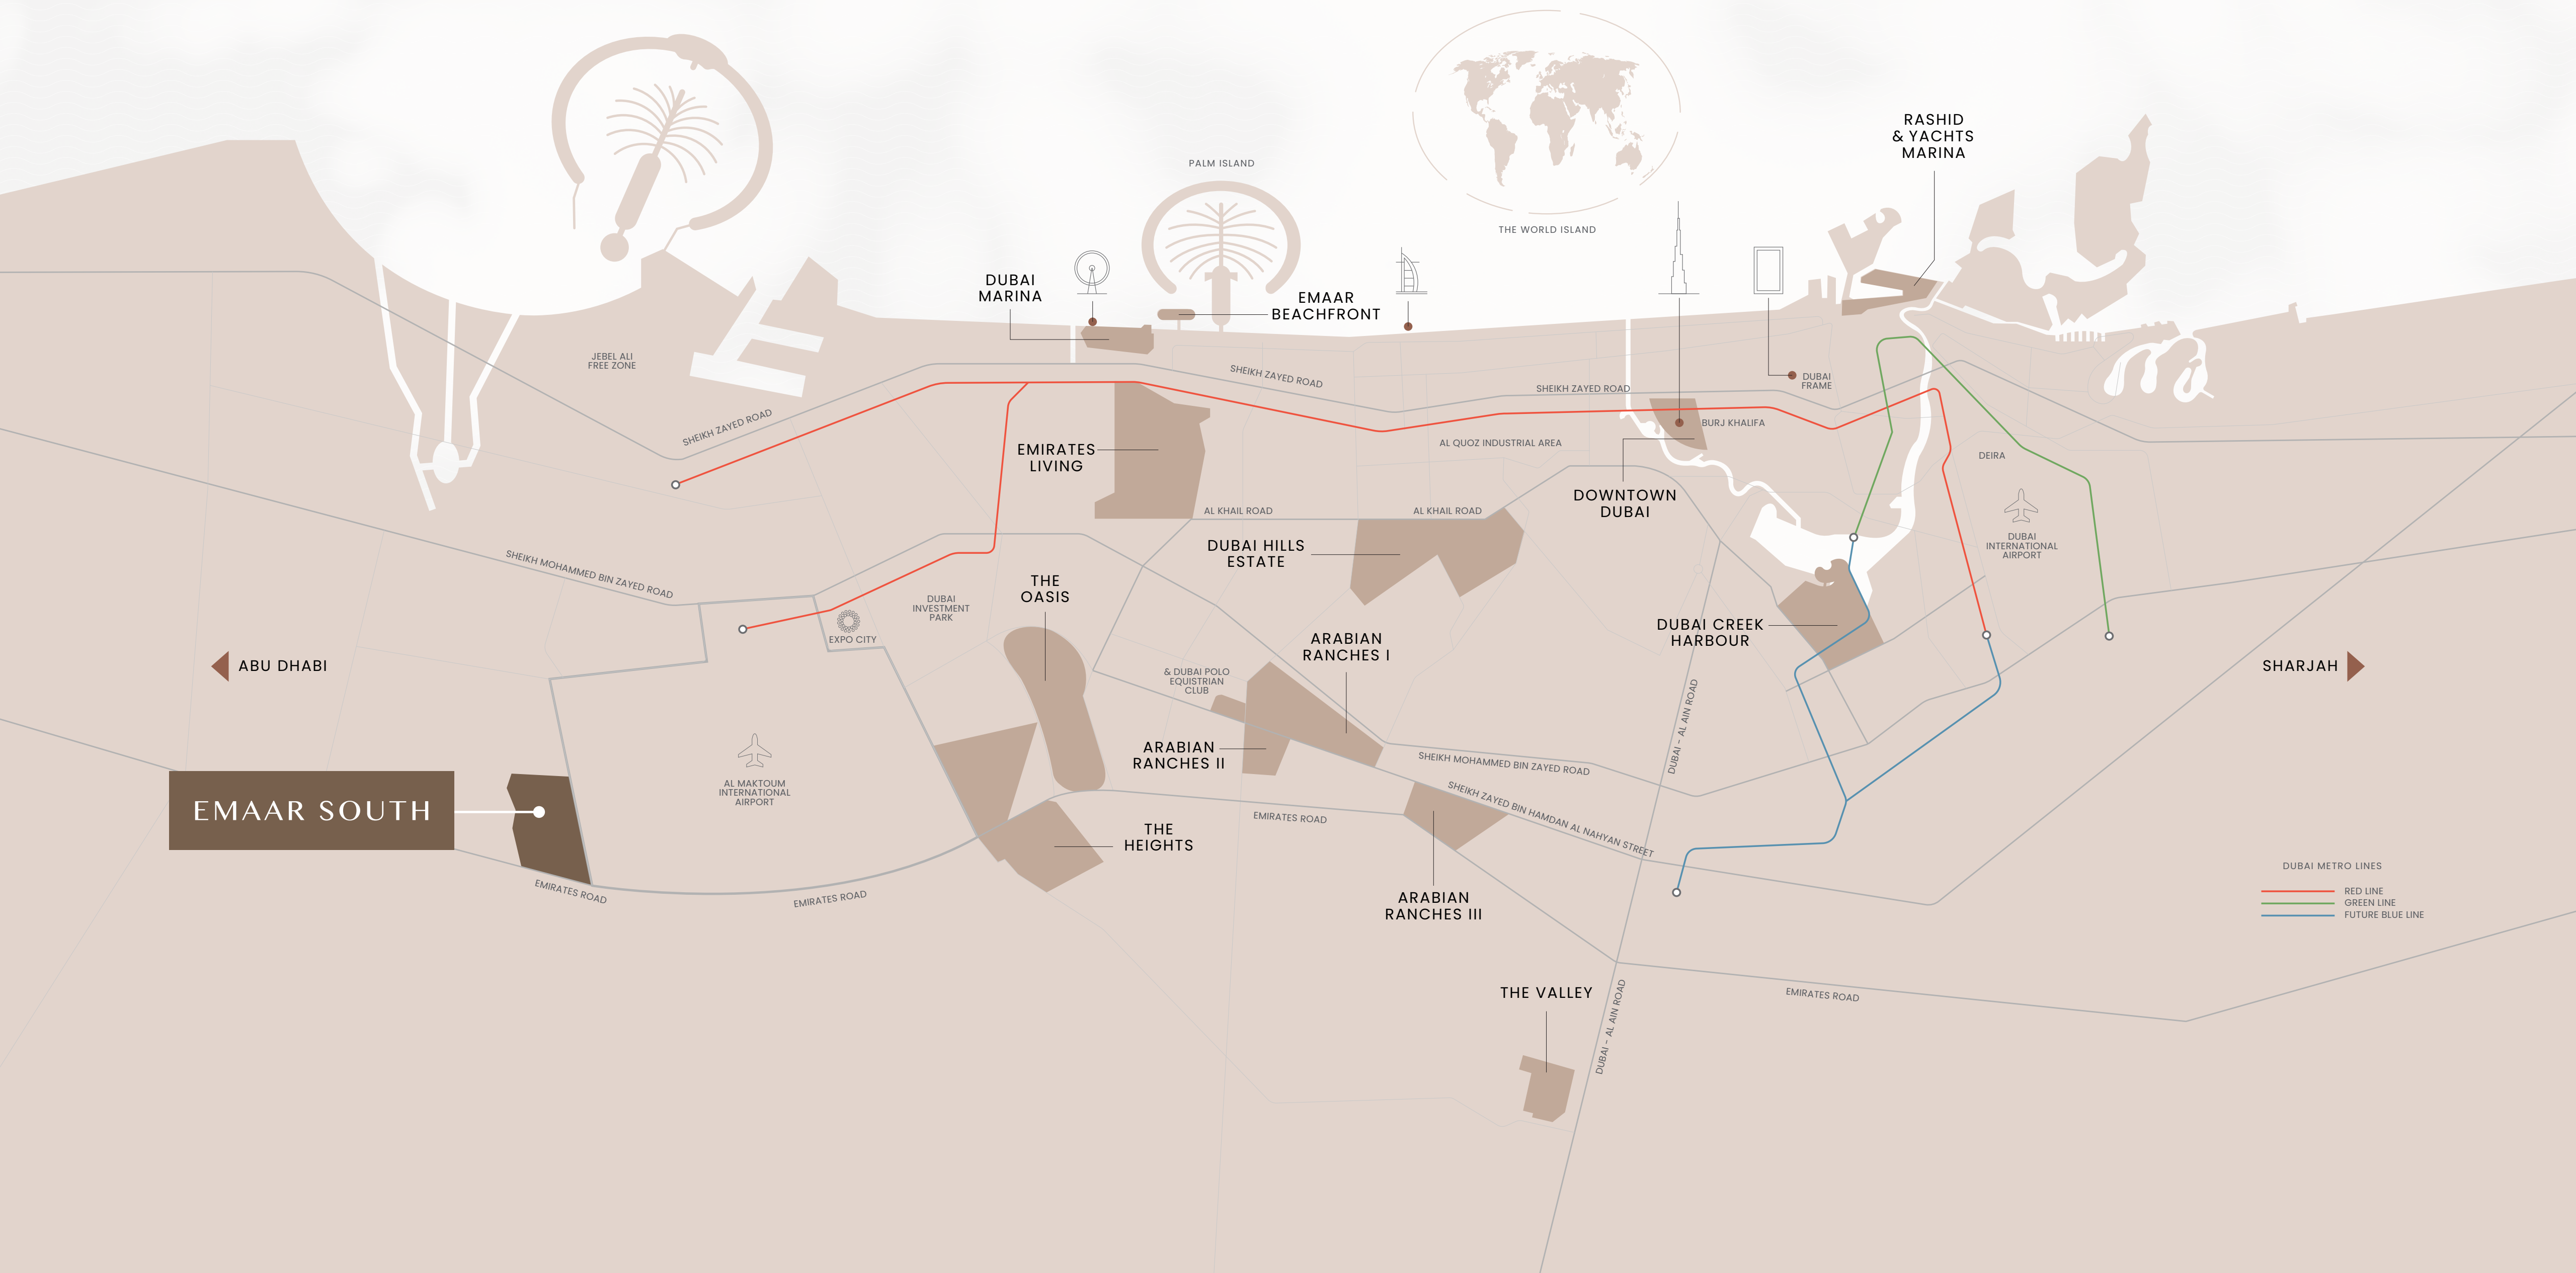 RASHID
& YACHTS
MARINA
PALM ISLAND
THE WORLD ISLAND
DUBAI
MARINA
EMAAR
BEACHFRONT
JEBEL ALI
FREE ZONE
SHEIKH ZAYED ROAD
SHEIKH ZAYED ROAD
SHEIKH ZAYED ROAD
DUBAI
FRAME
BURJ KHALIFA
AL QUOZ INDUSTRIAL AREA
EMIRATES
LIVING
DEIRA
DOWNTOWN
DUBAI
AL KHAIL ROAD
AL KHAIL ROAD
DUBAI HILLS
ESTATE
DUBAI
INTERNATIONAL
AIRPORT
SHEIKH MOHAMMED BIN ZAYED ROAD
THE
OASIS
DUBAI
INVESTMENT
PARK
EXPO CITY
DUBAI CREEK
HARBOUR
ARABIAN
RANCHES I
ABU DHABI
SHARJAH
& DUBAI POLO
EQUESTRIAN
CLUB
DUBAI - AL AIN ROAD
ARABIAN
RANCHES II
SHEIKH MOHAMMED BIN ZAYED ROAD
AL MAKTOUM
INTERNATIONAL
AIRPORT
EMAAR SOUTH
SHEIKH ZAYED BIN HAMDAN AL NAHYAN STREET
EMIRATES ROAD
THE
HEIGHTS
EMIRATES ROAD
EMIRATES ROAD
ARABIAN
RANCHES III
DUBAI METRO LINES
RED LINE
GREEN LINE
FUTURE BLUE LINE
THE VALLEY
EMIRATES ROAD
DUBAI - AL AIN ROAD